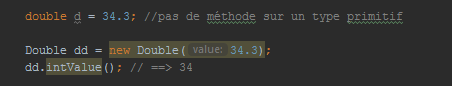 double d = 34.3; //pas de méthode sur un type primitif
Double dd = new Double( value: 34.3);
dd.intValue(); // ==> 34